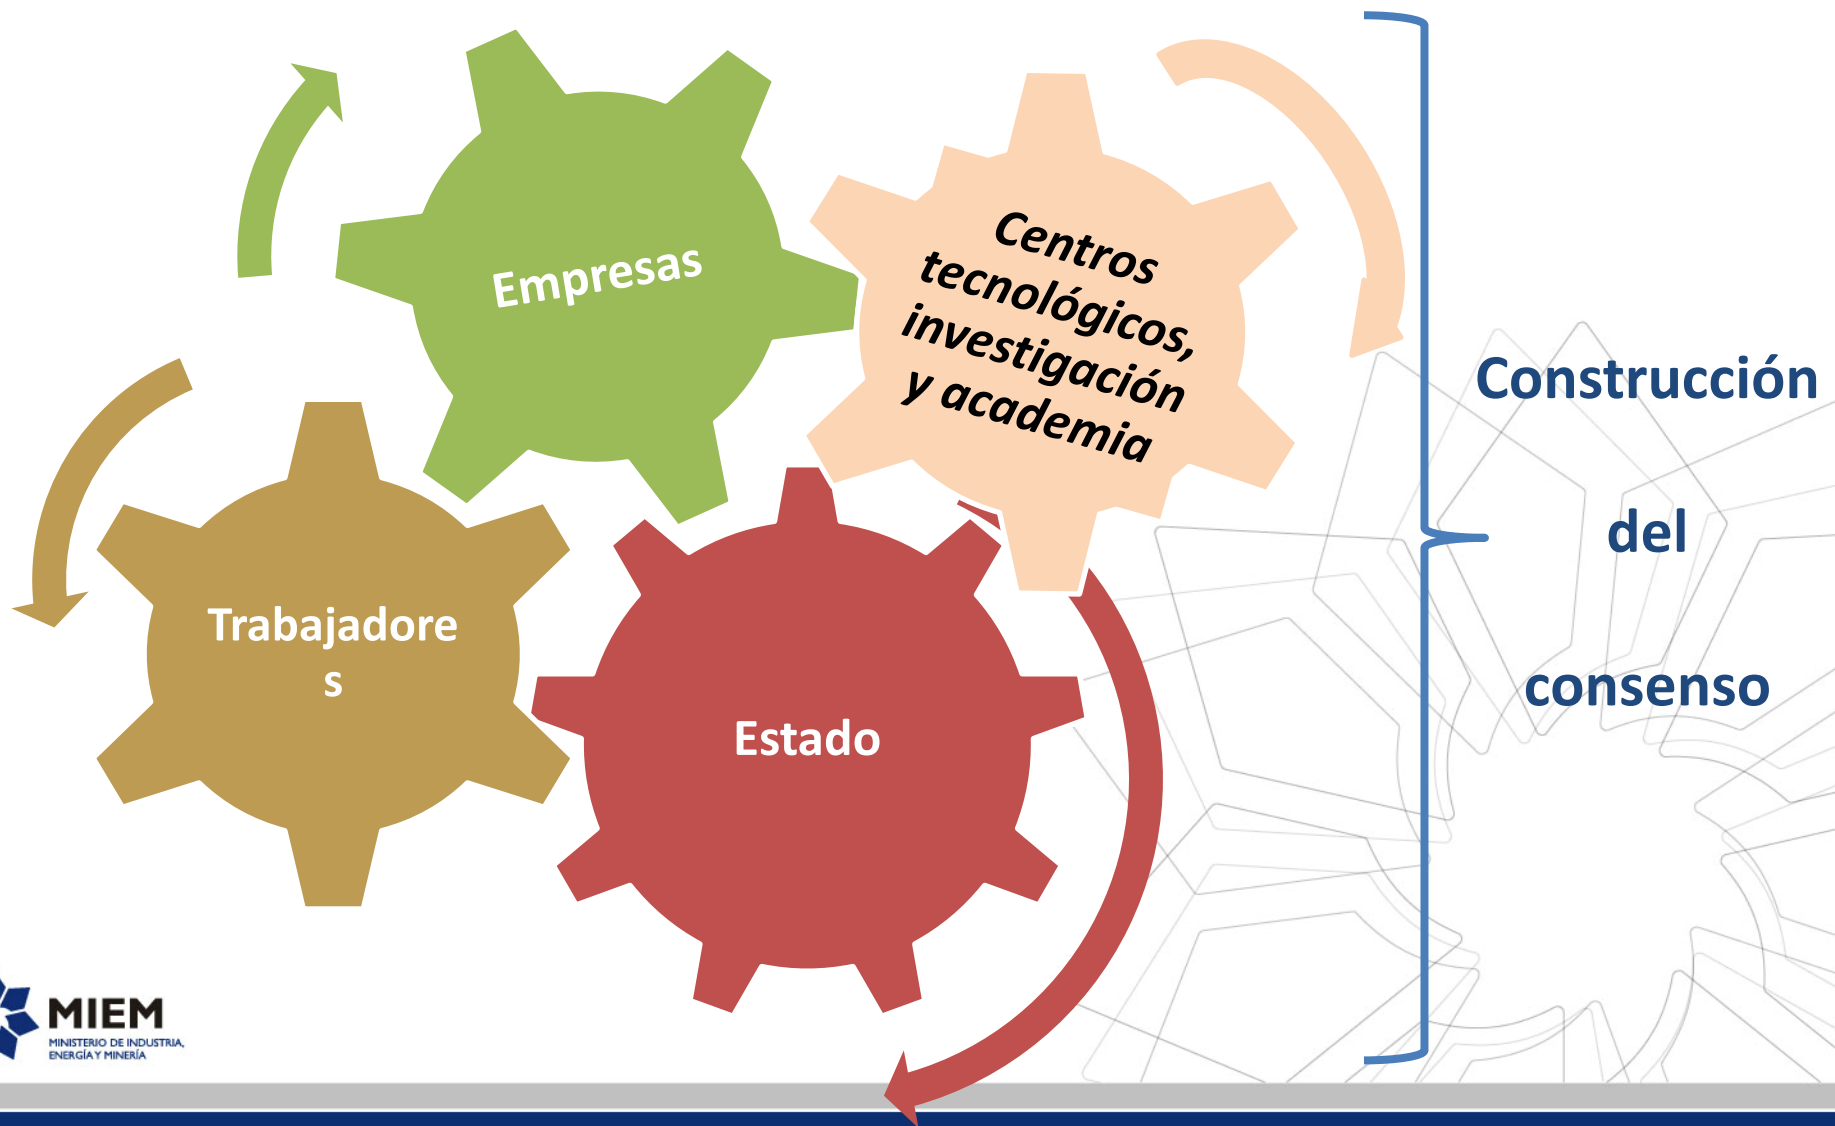 Empresas
Centros
tecnológicos,
investigación
y academia
Trabajadore
s
Estado
Construcción
del
consenso
MIEM
MINISTERIO DE INDUSTRIA,
ENERGÍA Y MINERÍA